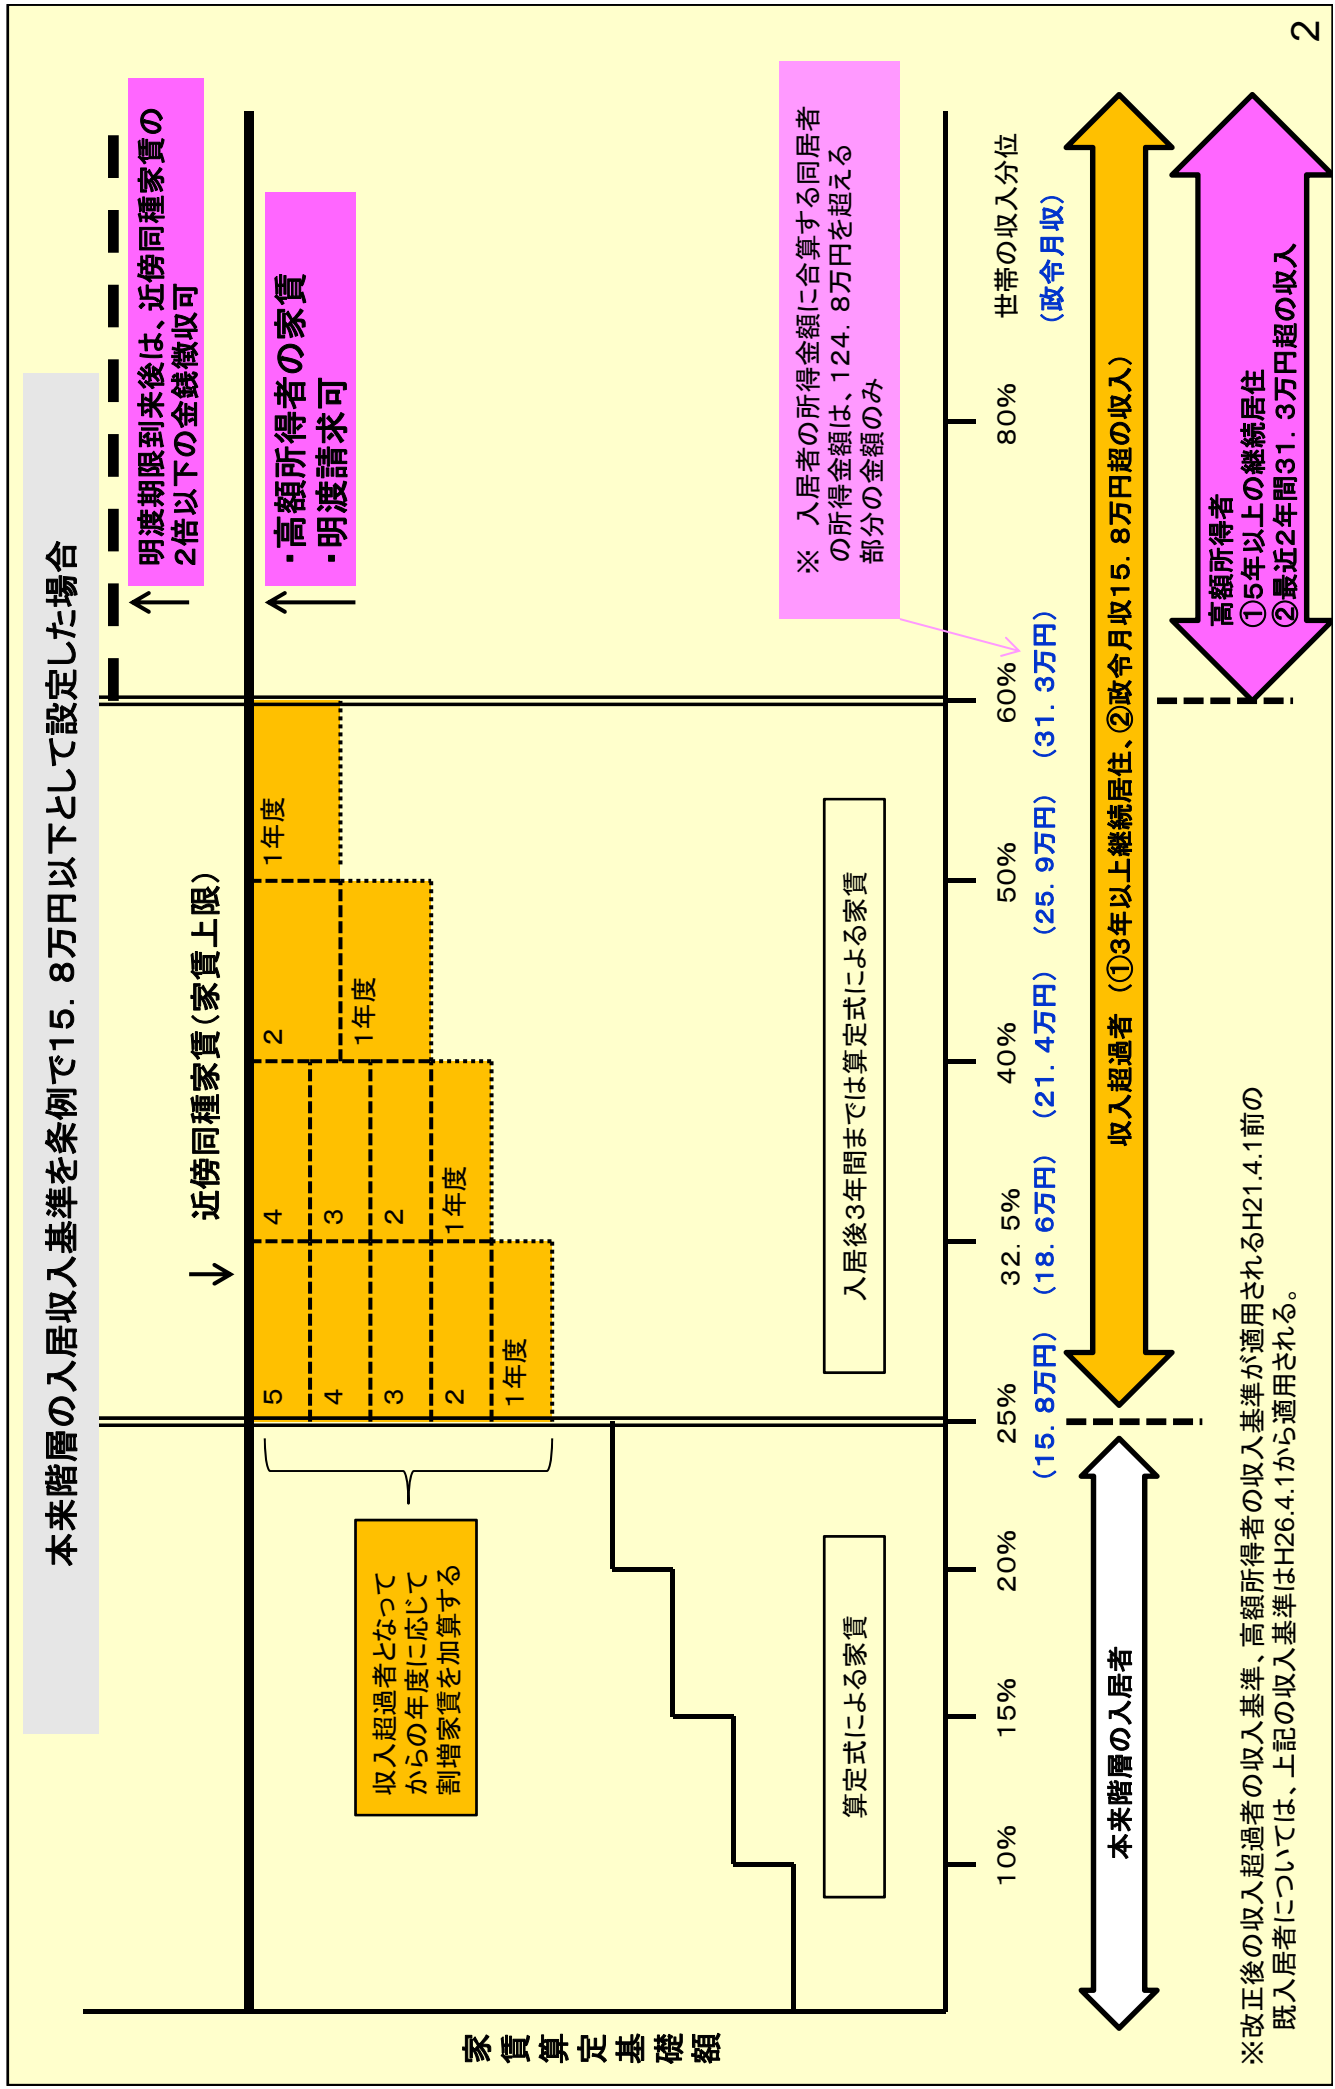 本来階層の入居収入基準を条例で１５．８万円以下として設定した場合
明渡期限到来後は、近傍同種家賃の
２倍以下の金銭徴収可
近傍同種家賃（家賃上限）
・高額所得者の家賃
・明渡請求可
収入超過者となって
からの年度に応じて
割増家賃を加算する
５
４
３
２
１年度
４
３
２
１年度
２
１年度
１年度
家賃算定基礎額
※　入居者の所得金額に合算する同居者
の所得金額は、１２４．８万円を超える
部分の金額のみ
算定式による家賃
入居後３年間までは算定式による家賃
１０％
１５％
２０％
２５％
３２．５％
４０％
５０％
６０％
８０％
世帯の収入分位
（１５．８万円）
（１８．６万円）
（２１．４万円）
（２５．９万円）
（３１．３万円）
（政令月収）
本来階層の入居者
収入超過者　（①３年以上継続居住、②政令月収１５．８万円超の収入）
高額所得者
①５年以上の継続居住
②最近２年間３１．３万円超の収入
※改正後の収入超過者の収入基準、高額所得者の収入基準が適用されるH21.4.1前の
既入居者については、上記の収入基準はH26.4.1から適用される。
２